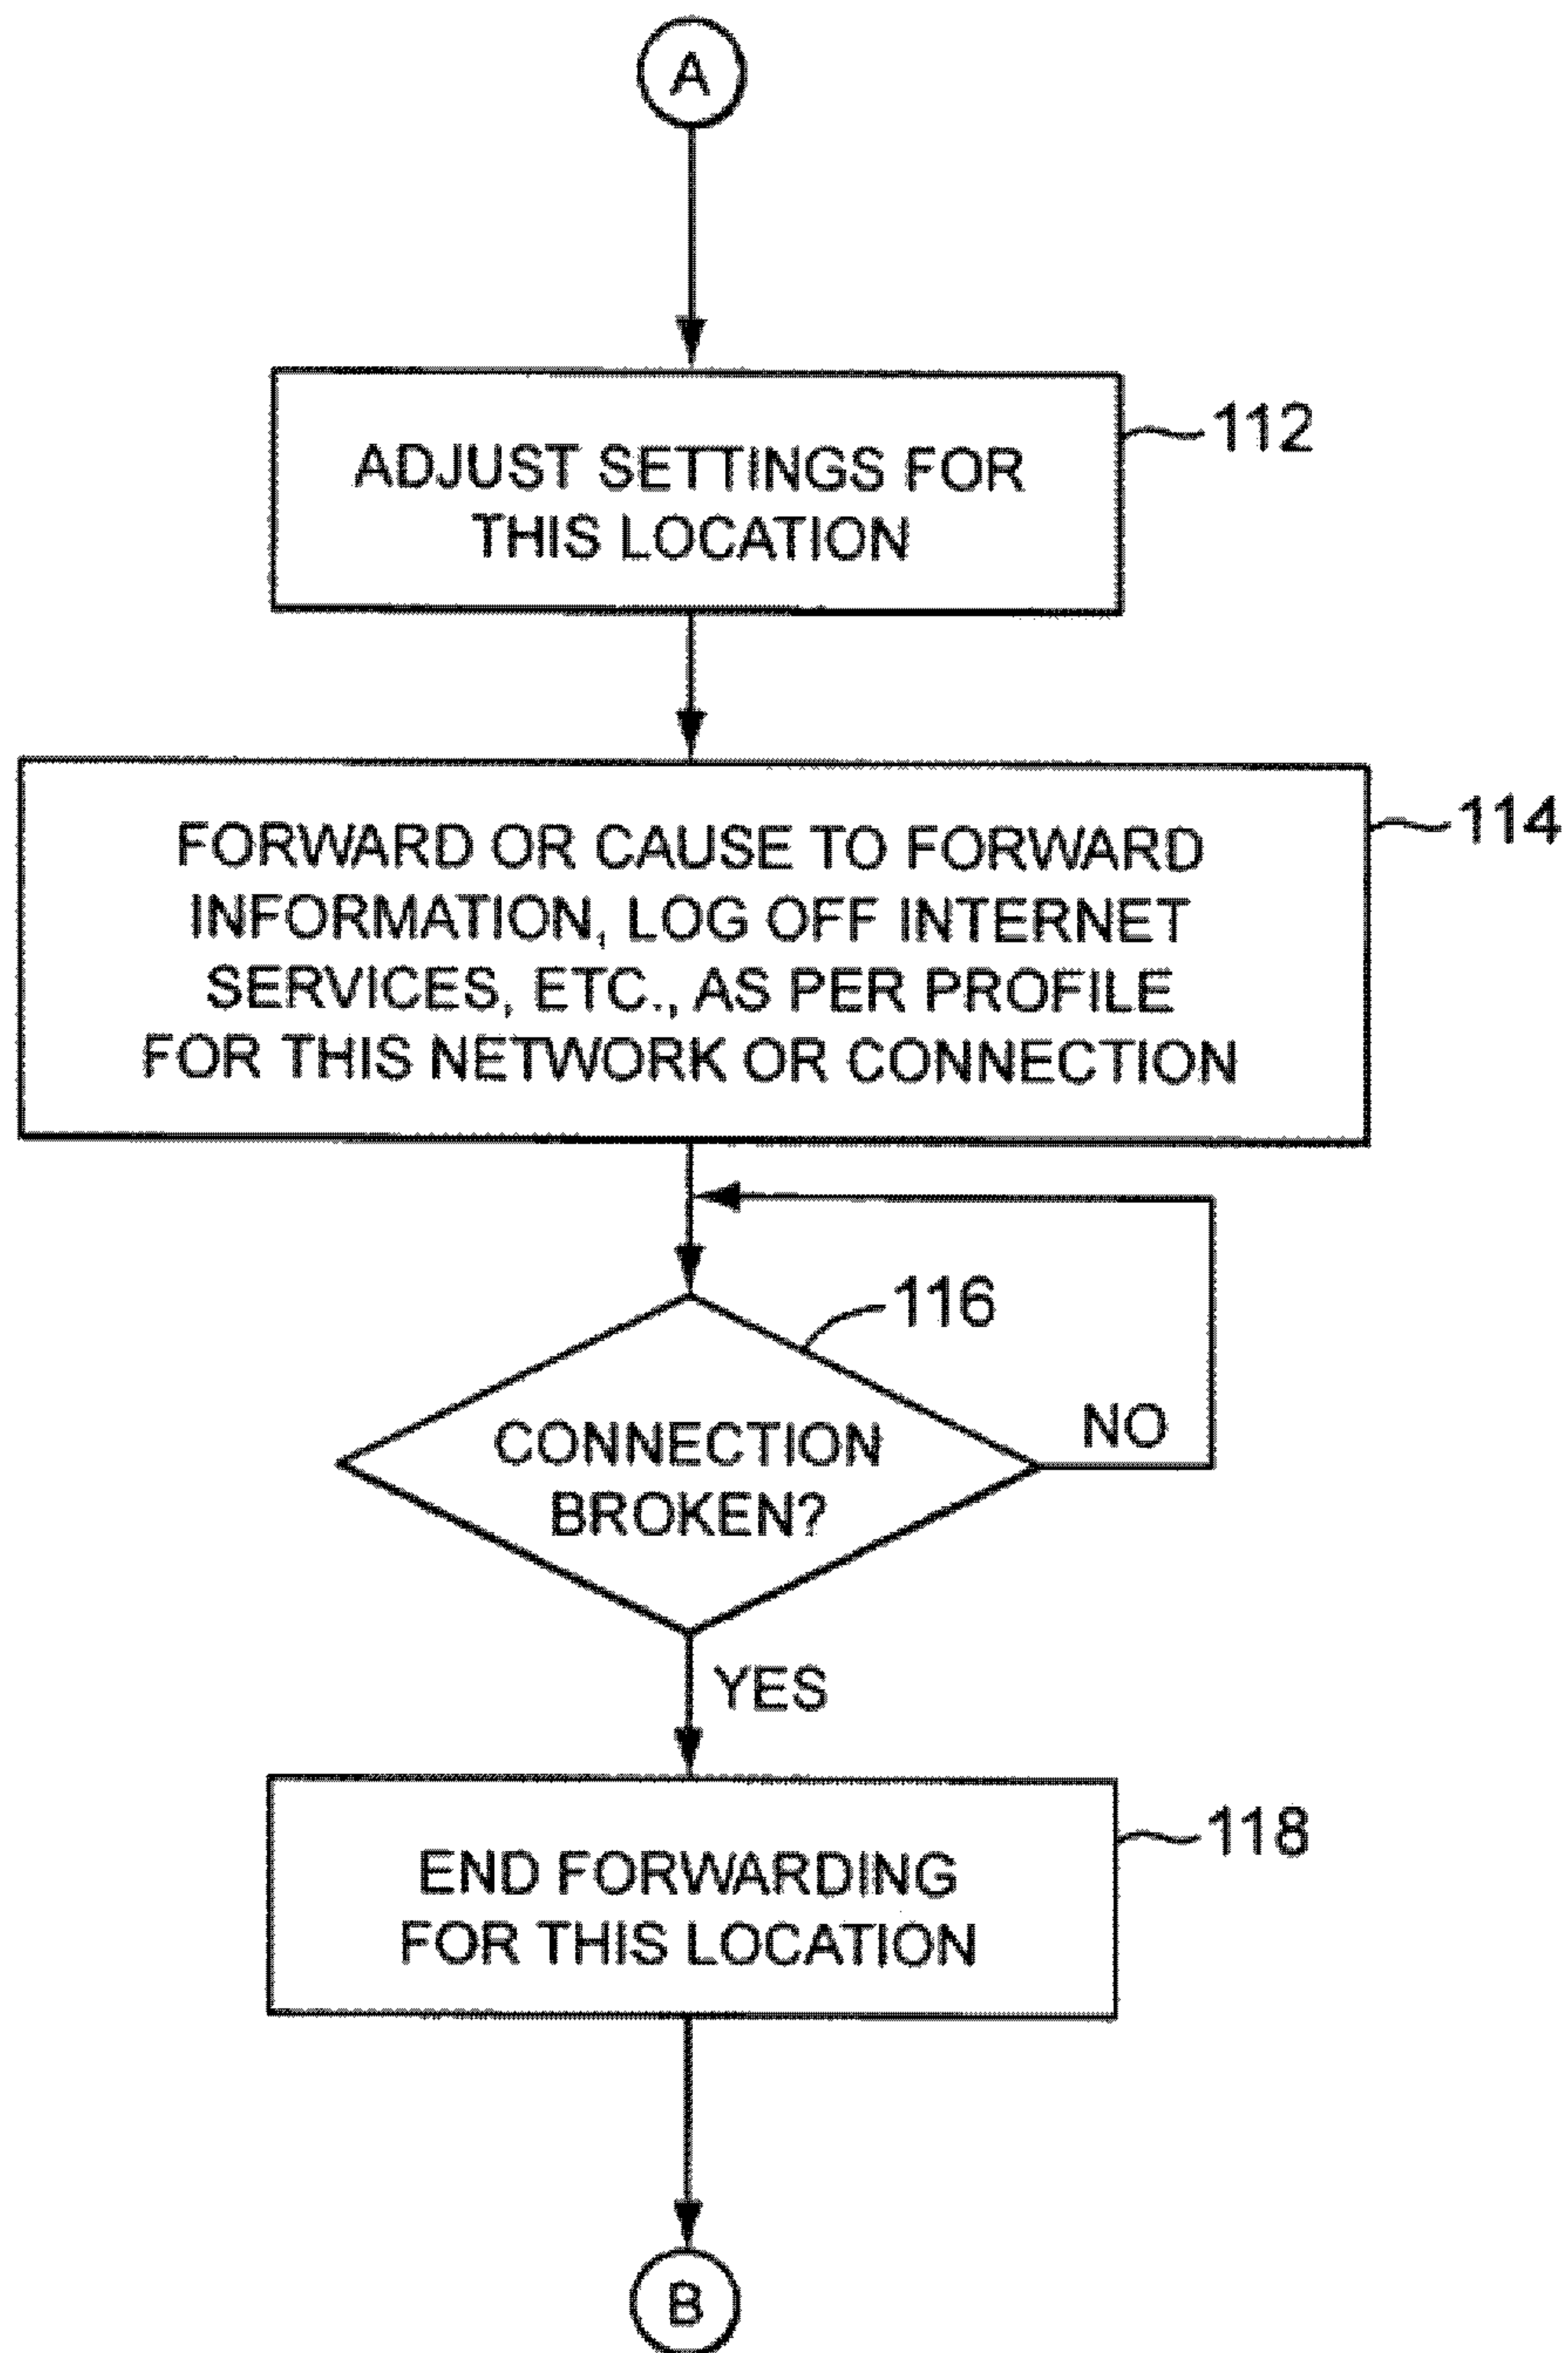 A
112
ADJUST SETTINGS FOR
THIS LOCATION
114
FORWARD OR CAUSE TO FORWARD
INFORMATION, LOG OFF INTERNET
SERVICES, ETC., AS PER PROFILE
FOR THIS NETWORK OR CONNECTION
116
NO
CONNECTION
BROKEN?
YES
118
END FORWARDING
FOR THIS LOCATION
B